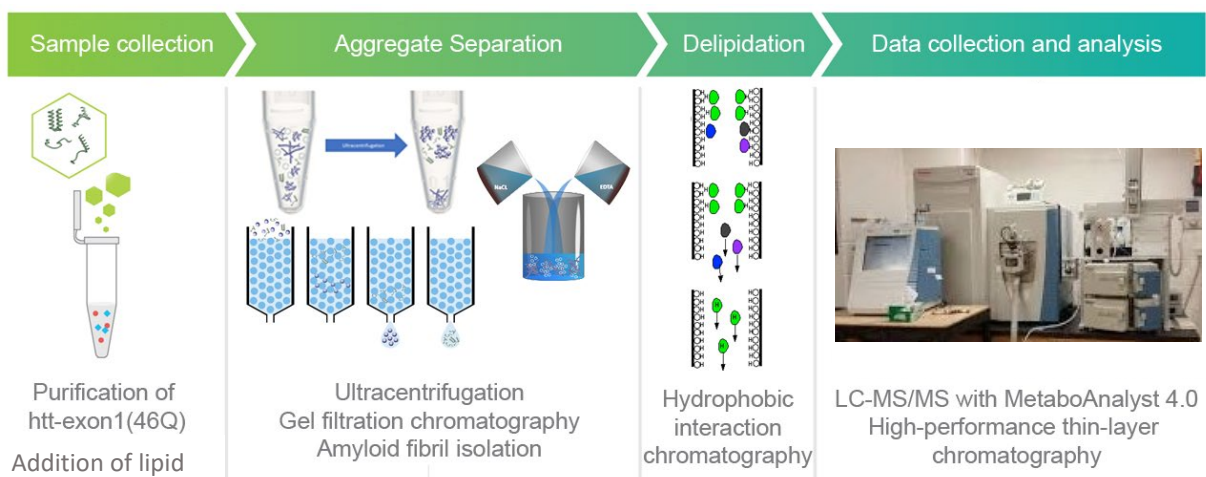 Sample collection
Aggregate Separation
Delipidation
Data collection and analysis
Ultracentrifugation
NaCL
EDTA
H
H
H
H
H
H
H
H
H
H
H
Purification of
htt-exon1(46Q)
Addition of lipid
Ultracentrifugation
Gel filtration chromatography
Amyloid fibril isolation
Hydrophobic
interaction
chromatography
LC-MS/MS with MetaboAnalyst 4.0
High-performance thin-layer
chromatography